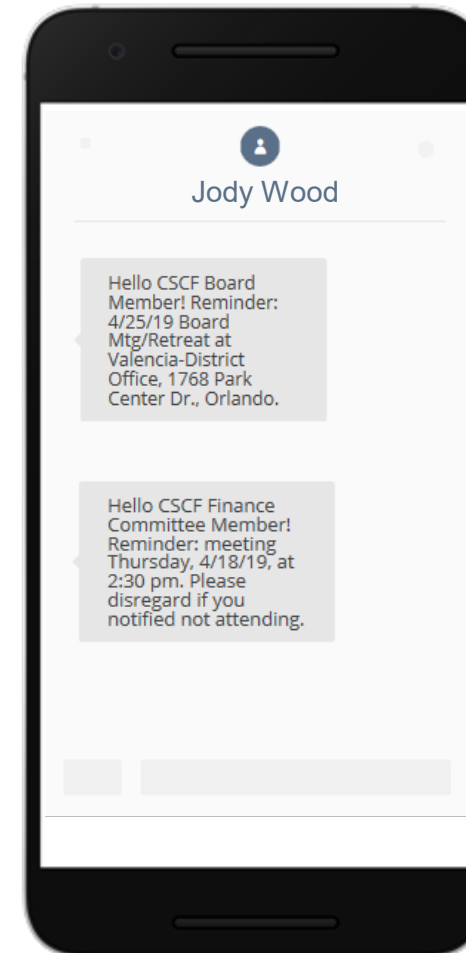 Jody Wood
Hello CSCF Board
Member! Reminder:
4/25/19 Board
Mtg/Retreat at
Valencia-District
Office, 1768 Park
Center Dr., Orlando.
Hello CSCF Finance
Committee Member!
Reminder: meeting
Thursday, 4/18/19, at
2:30 pm. Please
disregard if you
notified not attending.